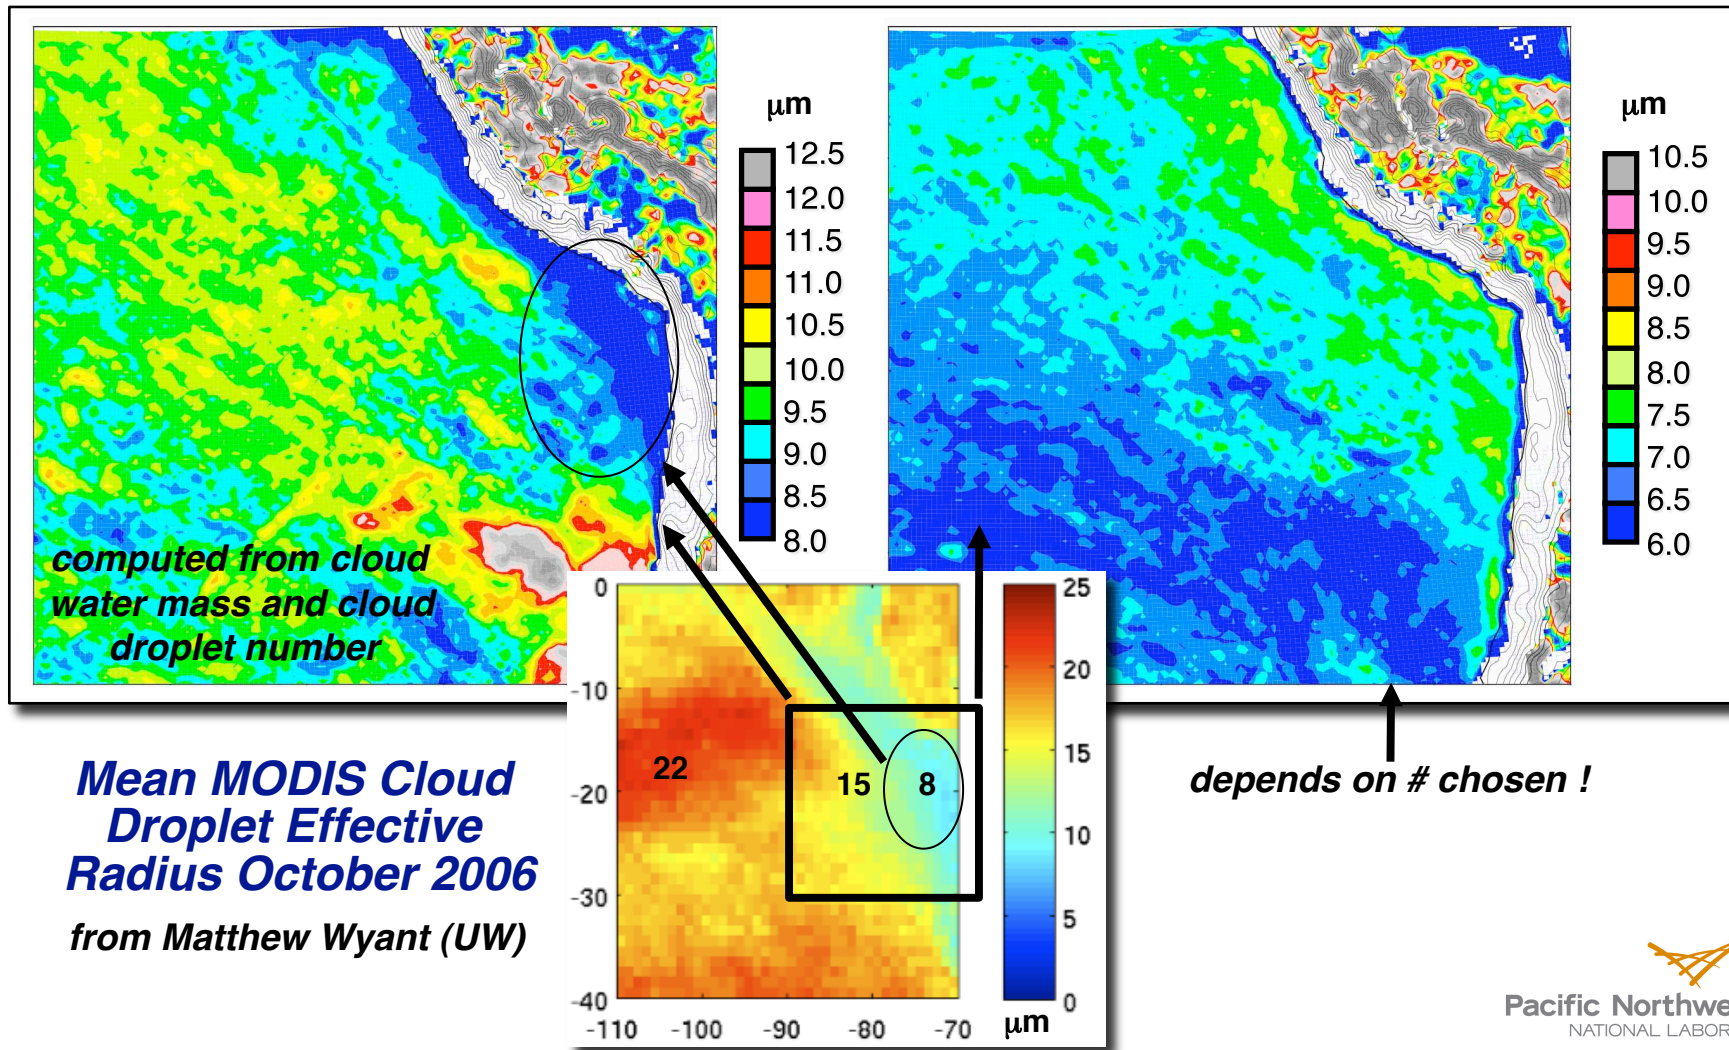 μm
12.5
12.0
11.5
11.0
10.5
10.0
9.5
9.0
8.5
8.0
μm
10.5
10.0
9.5
9.0
8.5
8.0
7.5
7.0
6.5
6.0
computed from cloud
water mass and cloud
droplet number
0
-10
-20
-30
-40
-110 -100 -90 -80 -70
22
15
8
25
20
15
10
5
0
μm
depends on # chosen !
Mean MODIS Cloud
Droplet Effective
Radius October 2006
from Matthew Wyant (UW)
Pacific Northwe
NATIONAL LABOR